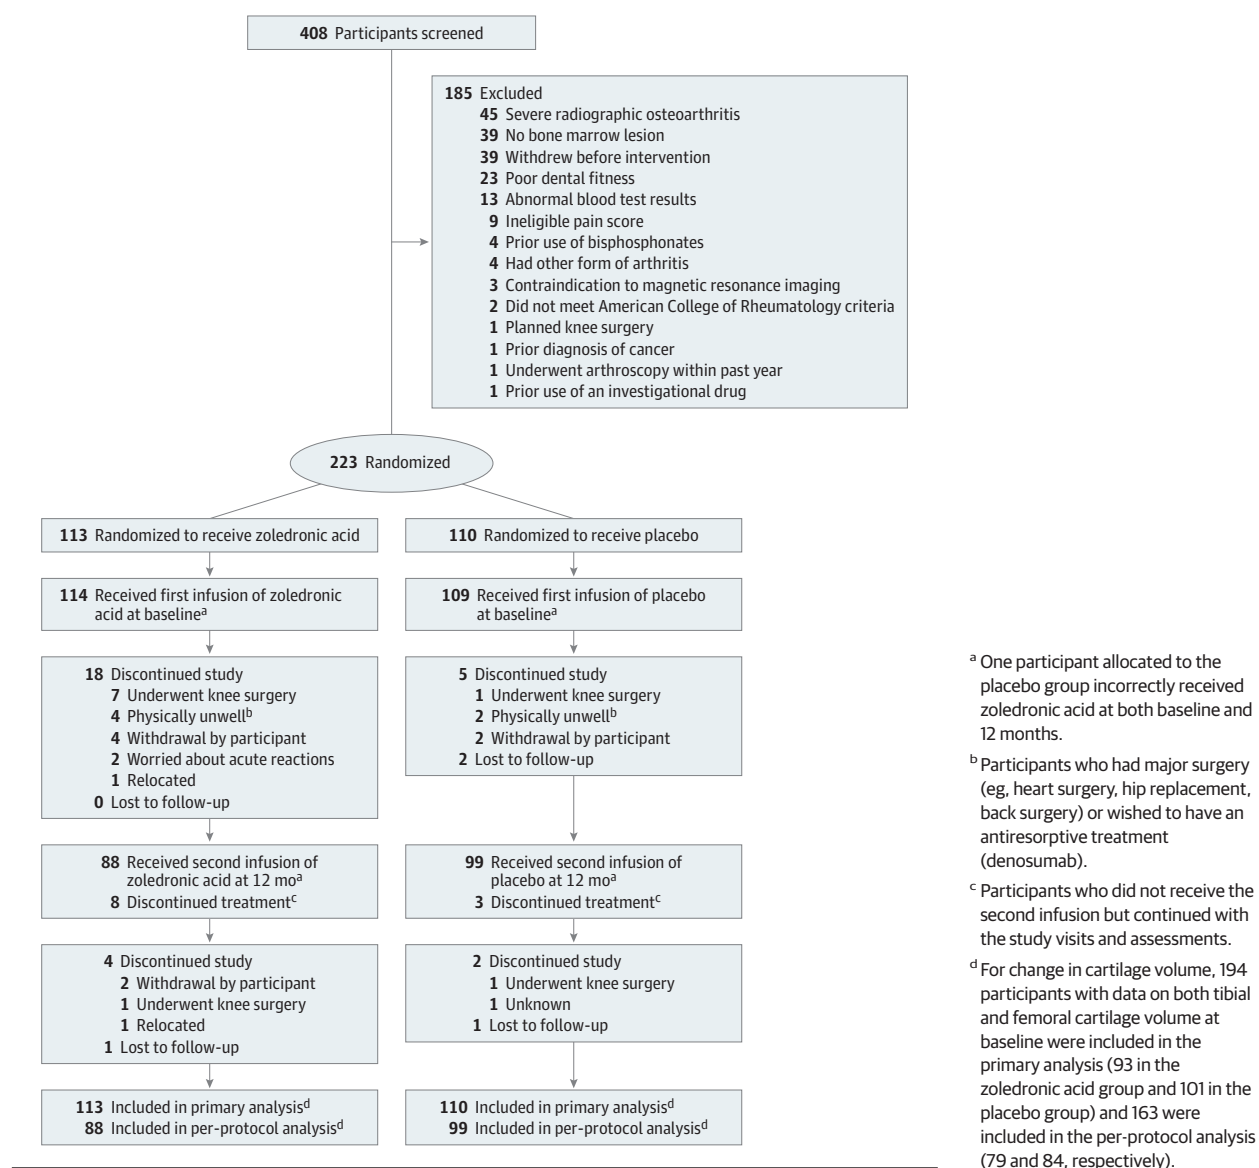 408 Participants screened
185 Excluded
45 Severe radiographic osteoarthritis
39 No bone marrow lesion
39 Withdrew before intervention
23 Poor dental fitness
13 Abnormal blood test results
9 Ineligible pain score
4 Prior use of bisphosphonates
4 Had other form of arthritis
3 Contraindication to magnetic resonance imaging
2 Did not meet American College of Rheumatology criteria
1 Planned knee surgery
1 Prior diagnosis of cancer
1 Underwent arthroscopy within past year
1 Prior use of an investigational drug
223 Randomized
113 Randomized to receive zoledronic acid
110 Randomized to receive placebo
114 Received first infusion of zoledronic
acid at baselineᵃ
109 Received first infusion of placebo
at baselineᵃ
18 Discontinued study
7 Underwent knee surgery
4 Physically unwellᵇ
4 Withdrawal by participant
2 Worried about acute reactions
1 Relocated
0 Lost to follow-up
5 Discontinued study
1 Underwent knee surgery
2 Physically unwellᵇ
2 Withdrawal by participant
2 Lost to follow-up
88 Received second infusion of
zoledronic acid at 12 moᵃ
8 Discontinued treatmentᶜ
99 Received second infusion of
placebo at 12 moᵃ
3 Discontinued treatmentᶜ
4 Discontinued study
2 Withdrawal by participant
1 Underwent knee surgery
1 Relocated
1 Lost to follow-up
2 Discontinued study
1 Underwent knee surgery
1 Unknown
1 Lost to follow-up
113 Included in primary analysisᵈ
88 Included in per-protocol analysisᵈ
110 Included in primary analysisᵈ
99 Included in per-protocol analysisᵈ
ᵃ One participant allocated to the
placebo group incorrectly received
zoledronic acid at both baseline and
12 months.
ᵇ Participants who had major surgery
(eg, heart surgery, hip replacement,
back surgery) or wished to have an
antiresorptive treatment
(denosumab).
ᶜ Participants who did not receive the
second infusion but continued with
the study visits and assessments.
ᵈ For change in cartilage volume, 194
participants with data on both tibial
and femoral cartilage volume at
baseline were included in the
primary analysis (93 in the
zoledronic acid group and 101 in the
placebo group) and 163 were
included in the per-protocol analysis
(79 and 84, respectively).